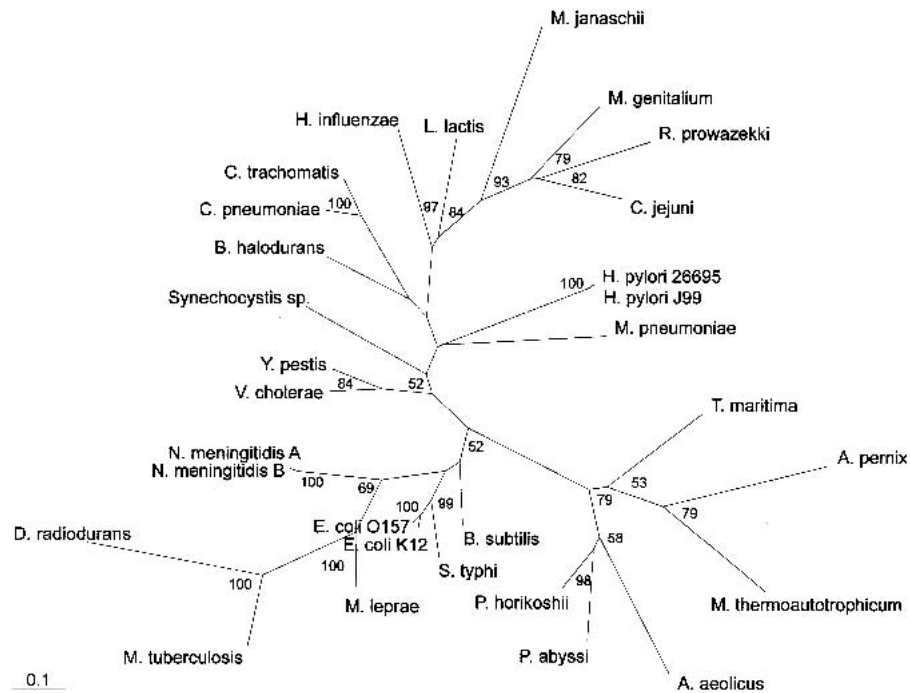 M. janaschii
M. genitalium
H. influenzae
L. lactis
R. prowazekki
79
C. trachomatis
93
82
97
84
C. pneumoniae
100
C. jejuni
B. halodurans
H. pylori 26695
100
H. pylori J99
Synechocystis sp.
M. pneumoniae
Y. pestis
84
52
V. choterae
T. maritima
N. meningitidis A
52
A. pernix
N. meningitidis B
100
69
53
79
79
D. radiodurans
E. coli O157
100
99
E. coli K12
B. subtilis
58
100
100
S. typhi
98
M. leprae
P. horikoshii
M. thermoautotrophicum
M. tuberculosis
P. abyssi
0.1
A. aeolicus